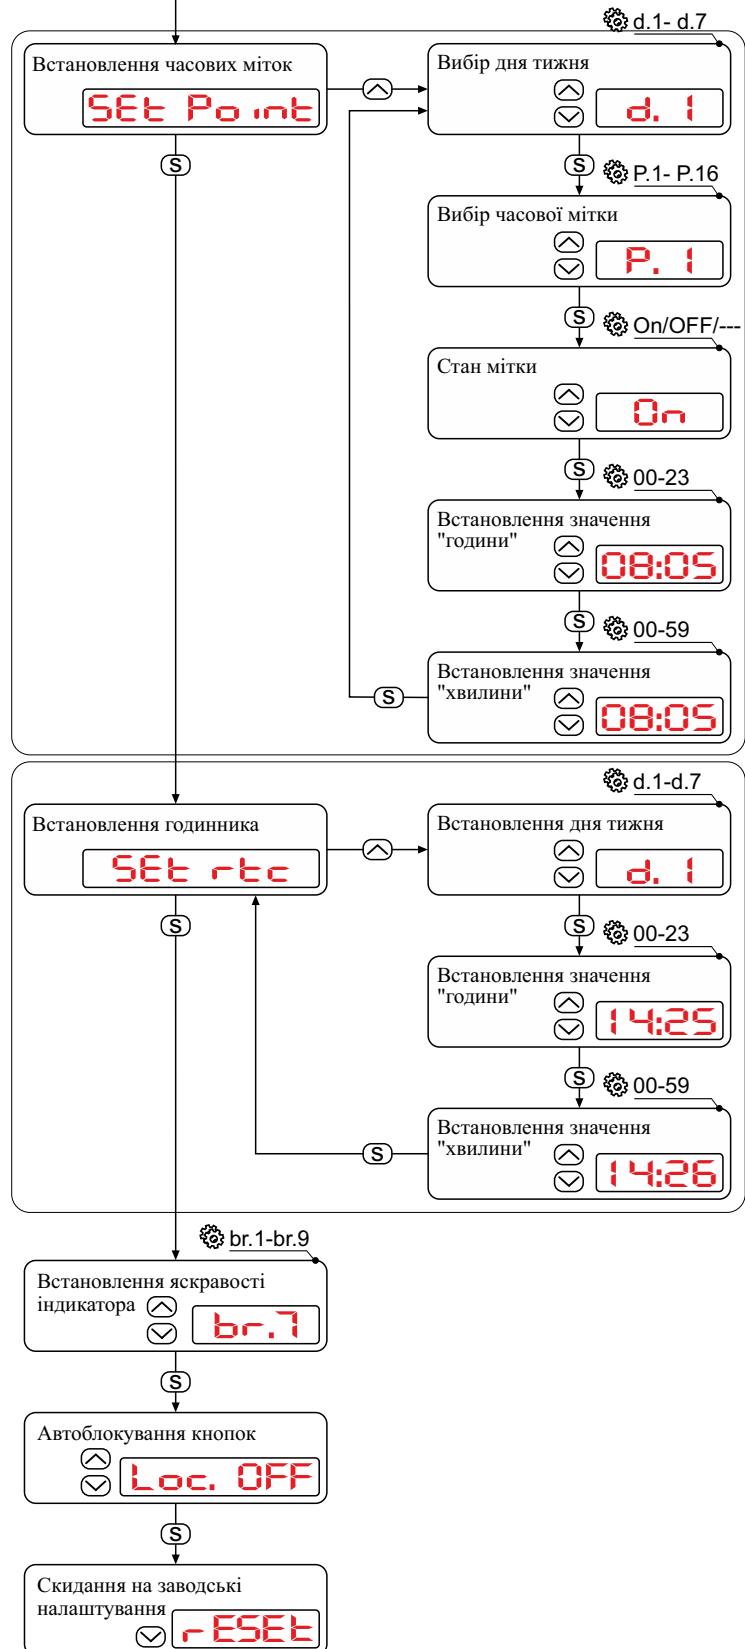 d.1- d.7
Встановлення часових міток
SEt Point
Вибір дня тижня
d. 1
S
S
P.1- P.16
Вибір часової мітки
P. 1
S
On/OFF/---
Стан мітки
On
S
00-23
Встановлення значення
"години"
08:05
S
00-59
Встановлення значення
"хвилини"
08:05
S
d.1-d.7
Встановлення годинника
SEt rtc
Встановлення дня тижня
d. 1
S
S
00-23
Встановлення значення
"години"
14:25
S
00-59
Встановлення значення
"хвилини"
14:26
S
br.1-br.9
Встановлення яскравості
індикатора
br.7
S
Автоблокування кнопок
Loc. OFF
S
Скидання на заводські
налаштування
rESEt